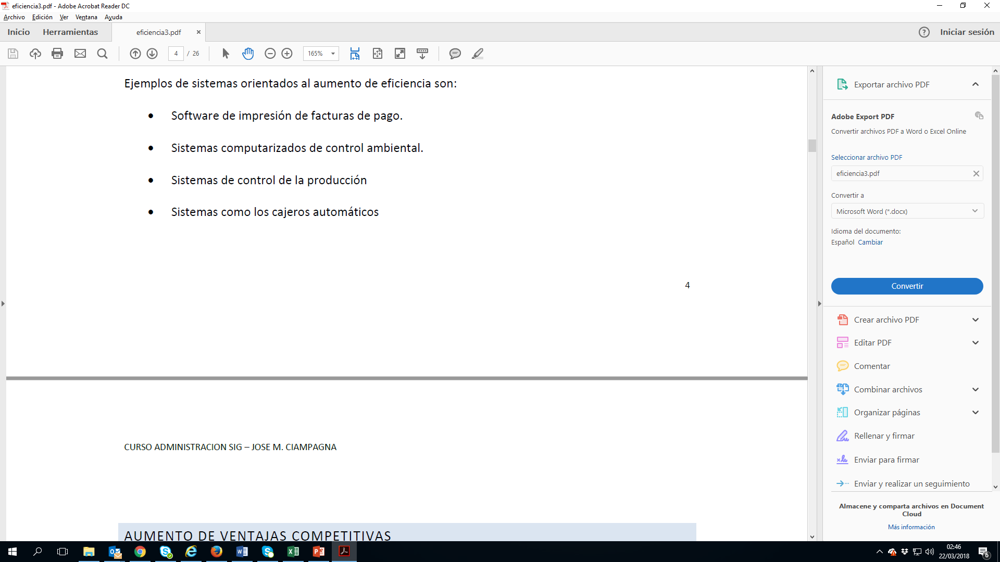 eficiencia3.pdf - Adobe Acrobat Reader DC
Archivo Edición Ver Ventana Ayuda
Inicio Herramientas eficiencia3.pdf Iniciar sesión
4 / 26 165%
Ejemplos de sistemas orientados al aumento de eficiencia son:
• Software de impresión de facturas de pago.
• Sistemas computarizados de control ambiental.
• Sistemas de control de la producción
• Sistemas como los cajeros automáticos
4
CURSO ADMINISTRACION SIG – JOSE M. CIAMPAGNA
AUMENTO DE VENTAJAS COMPETITIVAS
Exportar archivo PDF
Adobe Export PDF
Convertir archivos PDF a Word o Excel Online
Seleccionar archivo PDF
eficiencia3.pdf
Convertir a
Microsoft Word (*.docx)
Idioma del documento:
Español Cambiar
Convertir
Crear archivo PDF
Editar PDF
Comentar
Combinar archivos
Organizar páginas
Rellenar y firmar
Enviar para firmar
Enviar y realizar un seguimiento
Almacene y comparta archivos en Document
Cloud
Más información
02:46
22/03/2018
6